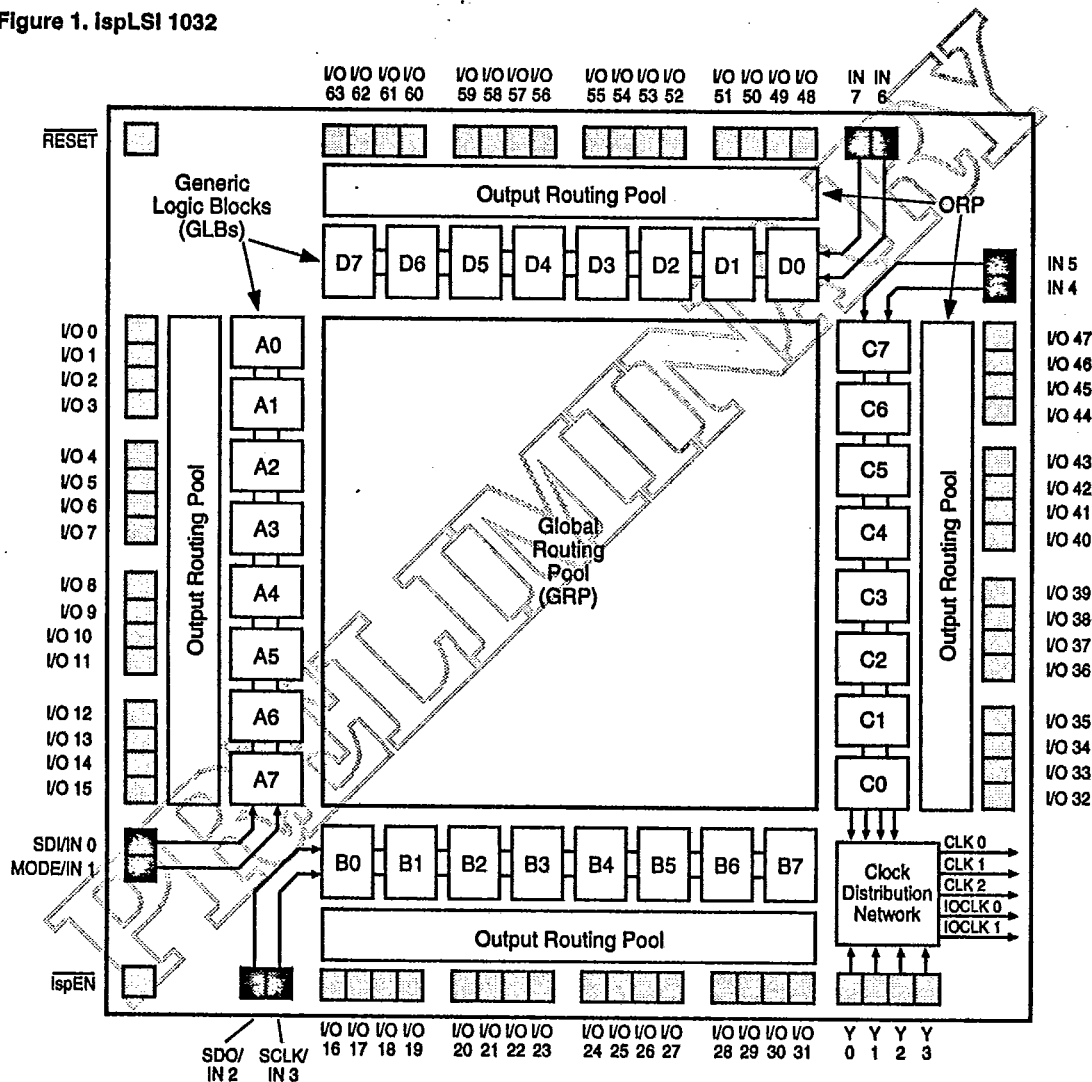 Figure 1. ispLSI 1032
I/O I/O I/O I/O
63 62 61 60
I/O I/O I/O I/O
59 58 57 56
I/O I/O I/O I/O
55 54 53 52
I/O I/O I/O I/O
51 50 49 48
IN IN
7 6
RESET
Generic
Logic Blocks
(GLBs)
Output Routing Pool
ORP
D7 D6 D5 D4 D3 D2 D1 D0
IN 5
IN 4
I/O 0
I/O 1
I/O 2
I/O 3
I/O 4
I/O 5
I/O 6
I/O 7
I/O 8
I/O 9
I/O 10
I/O 11
I/O 12
I/O 13
I/O 14
I/O 15
Output Routing Pool
A0
A1
A2
A3
A4
A5
A6
A7
Global
Routing
Pool
(GRP)
PRELIMINARY
C7
C6
C5
C4
C3
C2
C1
C0
Output Routing Pool
I/O 47
I/O 46
I/O 45
I/O 44
I/O 43
I/O 42
I/O 41
I/O 40
I/O 39
I/O 38
I/O 37
I/O 36
I/O 35
I/O 34
I/O 33
I/O 32
SDI/IN 0
MODE/IN 1
B0 B1 B2 B3 B4 B5 B6 B7
Clock
Distribution
Network
CLK 0
CLK 1
CLK 2
IOCLK 0
IOCLK 1
Output Routing Pool
ispEN
SDO/
IN 2
SCLK/
IN 3
I/O I/O I/O I/O
16 17 18 19
I/O I/O I/O I/O
20 21 22 23
I/O I/O I/O I/O
24 25 26 27
I/O I/O I/O I/O
28 29 30 31
Y Y Y Y
0 1 2 3